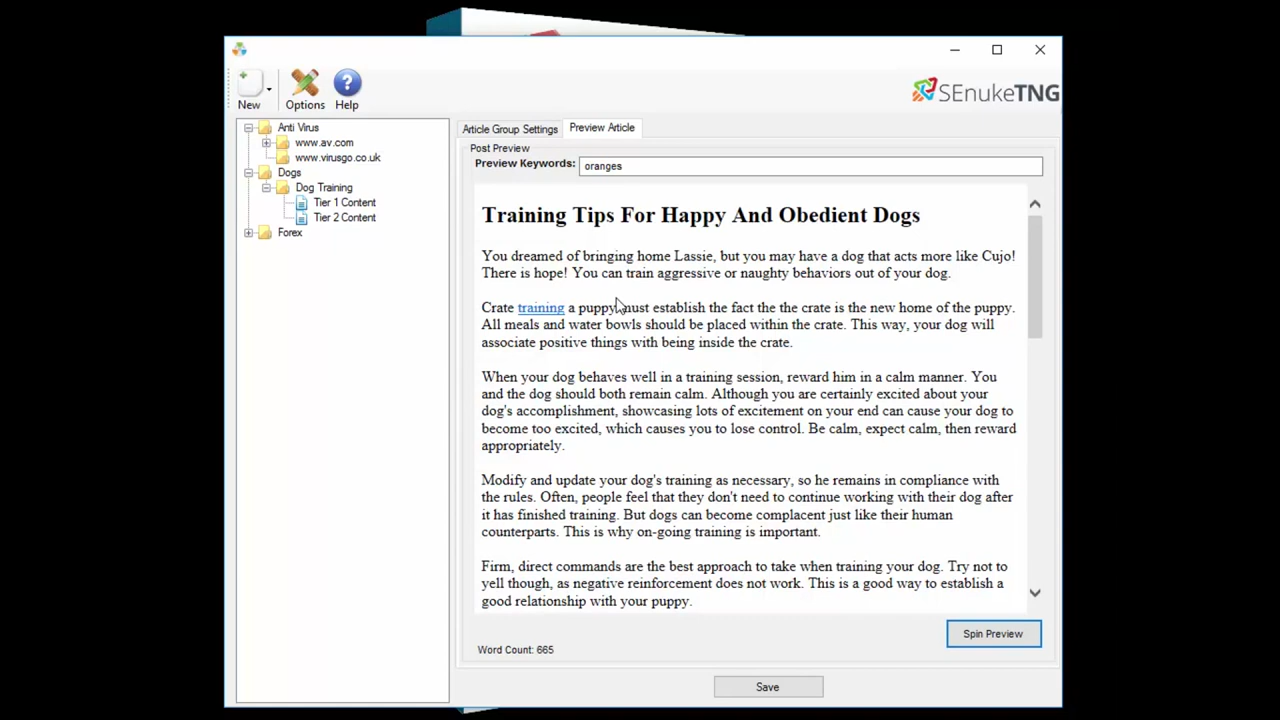 New
Options
Help
SEnukeTNG
Anti Virus
www.av.com
www.virusgo.co.uk
Dogs
Dog Training
Tier 1 Content
Tier 2 Content
Forex
Article Group Settings
Preview Article
Post Preview
Preview Keywords: oranges
Training Tips For Happy And Obedient Dogs
You dreamed of bringing home Lassie, but you may have a dog that acts more like Cujo!
There is hope! You can train aggressive or naughty behaviors out of your dog.
Crate training a puppy must establish the fact the the crate is the new home of the puppy.
All meals and water bowls should be placed within the crate. This way, your dog will
associate positive things with being inside the crate.
When your dog behaves well in a training session, reward him in a calm manner. You
and the dog should both remain calm. Although you are certainly excited about your
dog's accomplishment, showcasing lots of excitement on your end can cause your dog to
become too excited, which causes you to lose control. Be calm, expect calm, then reward
appropriately.
Modify and update your dog's training as necessary, so he remains in compliance with
the rules. Often, people feel that they don't need to continue working with their dog after
it has finished training. But dogs can become complacent just like their human
counterparts. This is why on-going training is important.
Firm, direct commands are the best approach to take when training your dog. Try not to
yell though, as negative reinforcement does not work. This is a good way to establish a
good relationship with your puppy.
Spin Preview
Word Count: 665
Save